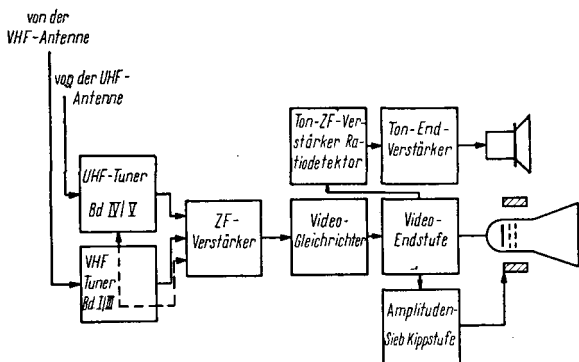 von der
VHF-Antenne
von der UHF-
Antenne
UHF-Tuner
Bd IV/V
VHF
Tuner
Bd I/III
ZF-
Verstärker
Ton-ZF-Ver-
stärker Ra-
tiodetektor
Ton-End-
Verstärker
Video-
Gleichrichter
Video-
Endstufe
Amplituden-
Sieb Kippstufe